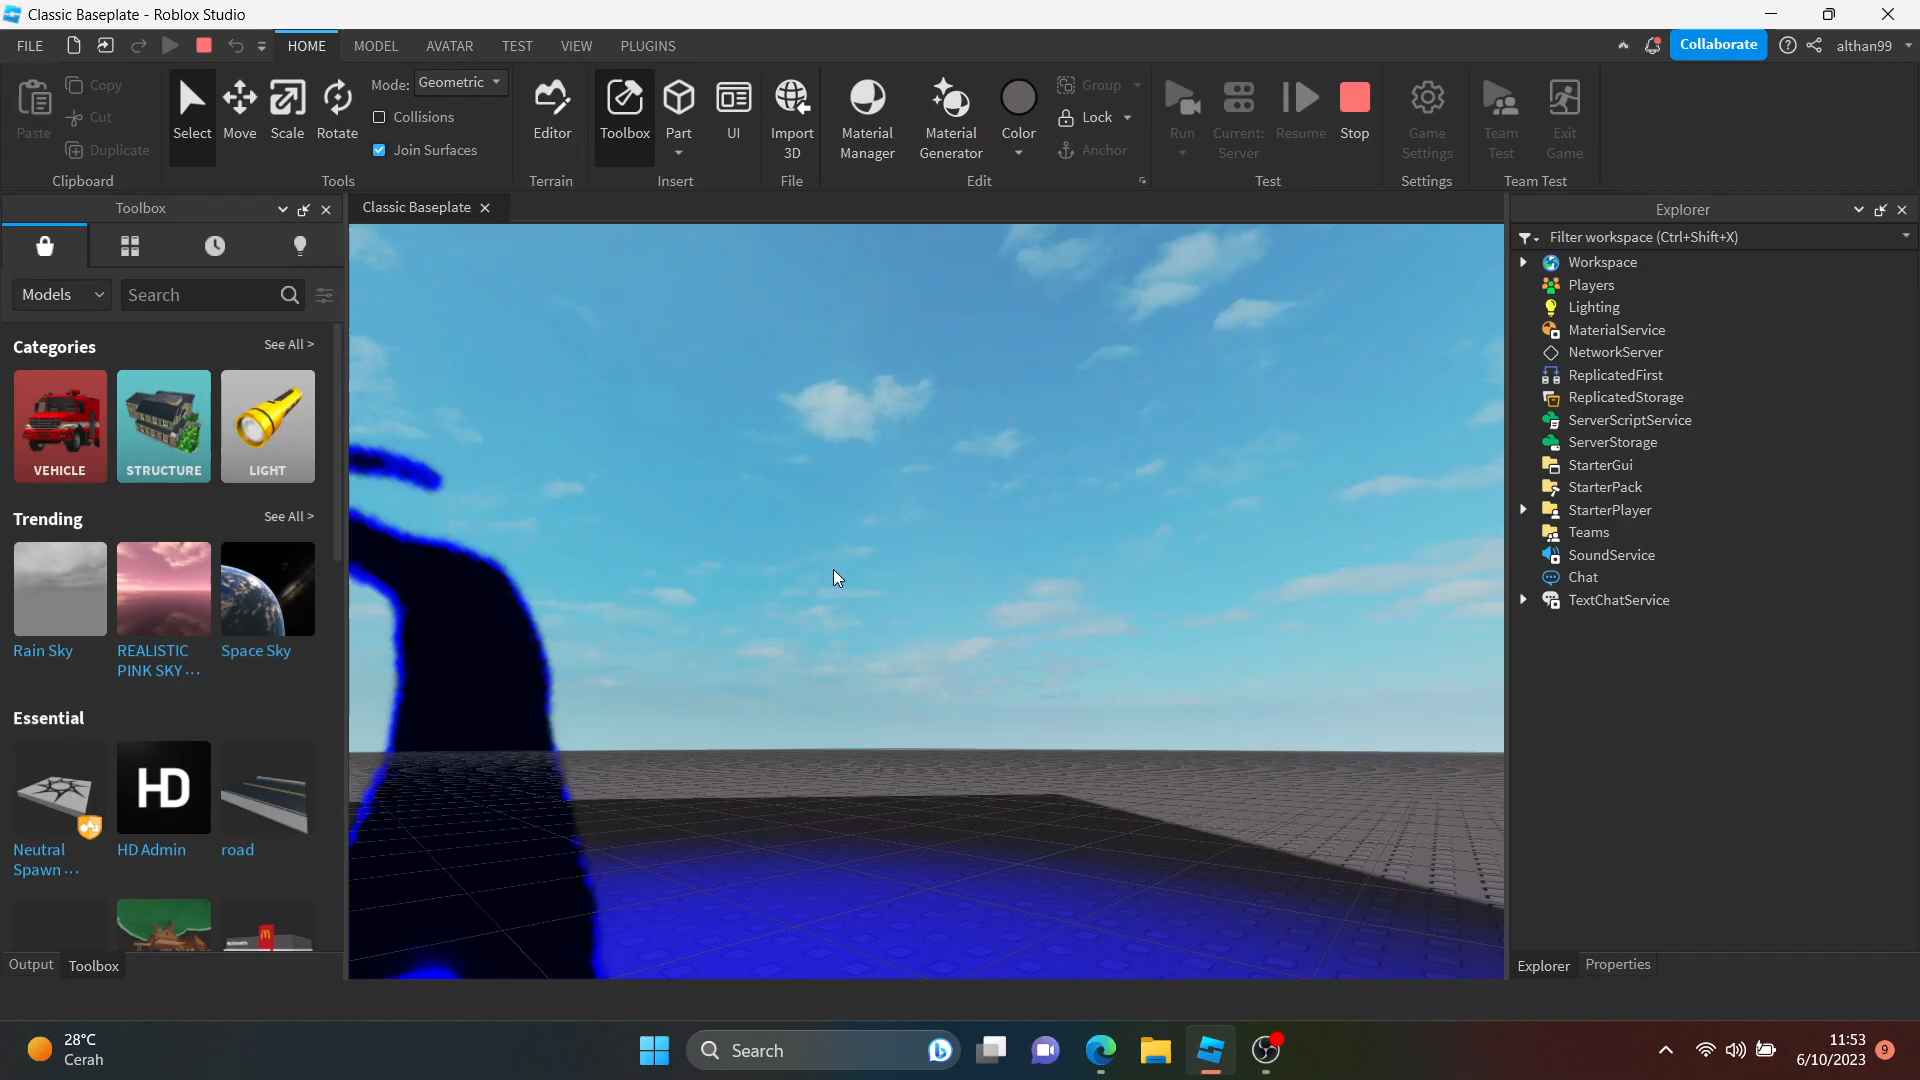 Classic Baseplate - Roblox Studio
FILE
HOME
MODEL
AVATAR
TEST
VIEW
PLUGINS
Collaborate
althan99
Paste
Copy
Cut
Duplicate
Clipboard
Select
Move
Scale
Rotate
Mode: Geometric
Collisions
Join Surfaces
Tools
Editor
Terrain
Toolbox
Part
UI
Insert
Import
3D
File
Material
Manager
Material
Generator
Color
Group
Lock
Anchor
Edit
Run
Current:
Server
Resume
Stop
Test
Game
Settings
Settings
Team
Test
Exit
Game
Team Test
Toolbox
Classic Baseplate
Explorer
Filter workspace (Ctrl+Shift+X)
Models
Search
Categories
See All >
VEHICLE
STRUCTURE
LIGHT
Trending
See All >
Rain Sky
REALISTIC
PINK SKY ...
Space Sky
Essential
HD
Neutral
Spawn ...
HD Admin
road
Output
Toolbox
Workspace
Players
Lighting
MaterialService
NetworkServer
ReplicatedFirst
ReplicatedStorage
ServerScriptService
ServerStorage
StarterGui
StarterPack
StarterPlayer
Teams
SoundService
Chat
TextChatService
Explorer
Properties
28°C
Cerah
Search
11:53
6/10/2023
9